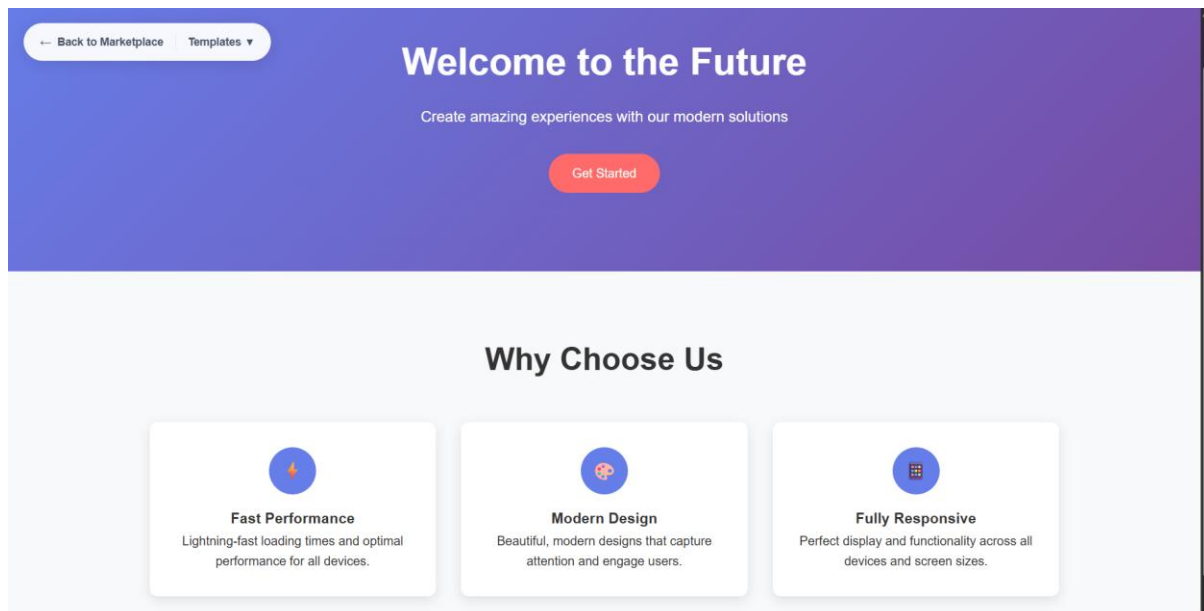 ← Back to Marketplace
Templates ▼
Welcome to the Future
Create amazing experiences with our modern solutions
Get Started
Why Choose Us
Fast Performance
Lightning-fast loading times and optimal
performance for all devices.
Modern Design
Beautiful, modern designs that capture
attention and engage users.
Fully Responsive
Perfect display and functionality across all
devices and screen sizes.